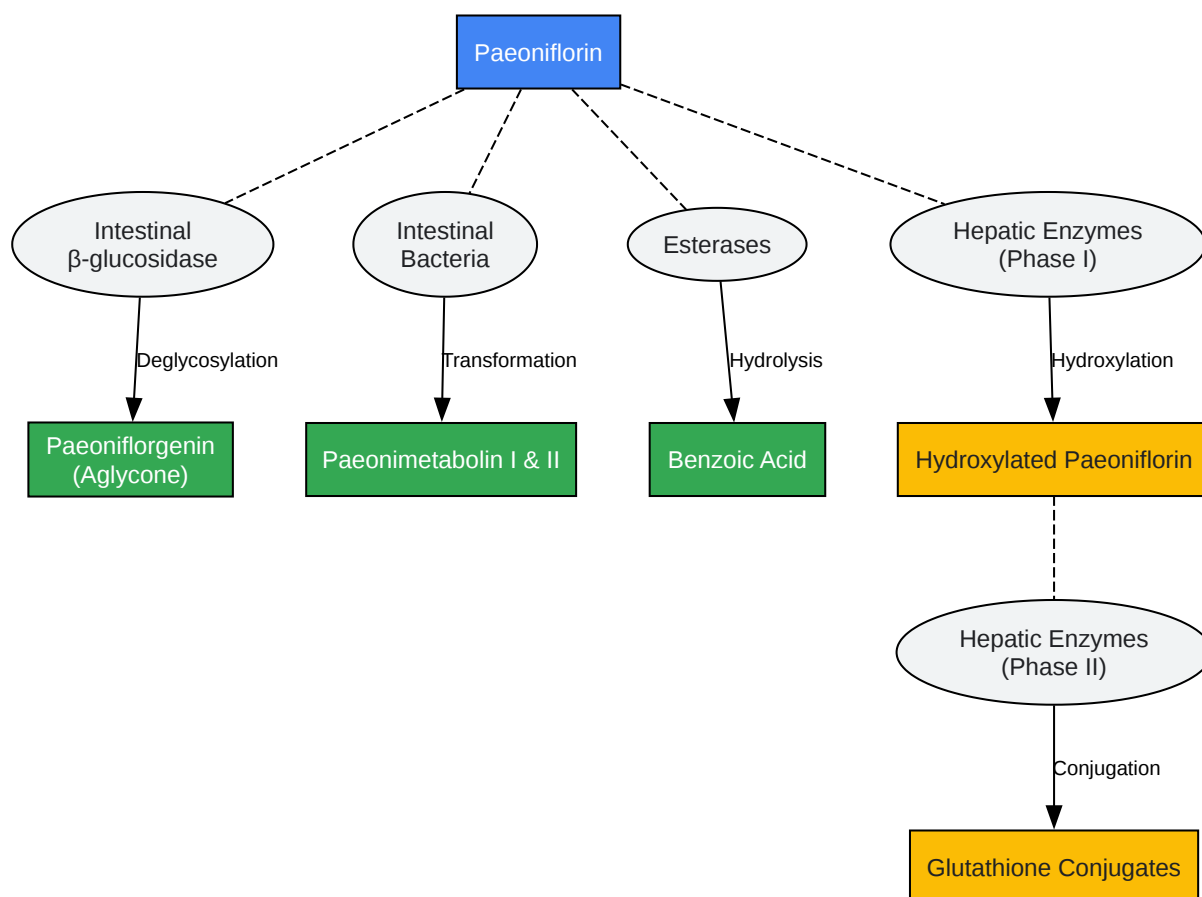 Paeoniflorin
Intestinal
β-glucosidase
Intestinal
Bacteria
Esterases
Hepatic Enzymes
(Phase I)
Deglycosylation
Transformation
Hydrolysis
Hydroxylation
Paeoniflorgenin
(Aglycone)
Paeonimetabolin I & II
Benzoic Acid
Hydroxylated Paeoniflorin
Hepatic Enzymes
(Phase II)
Conjugation
Glutathione Conjugates